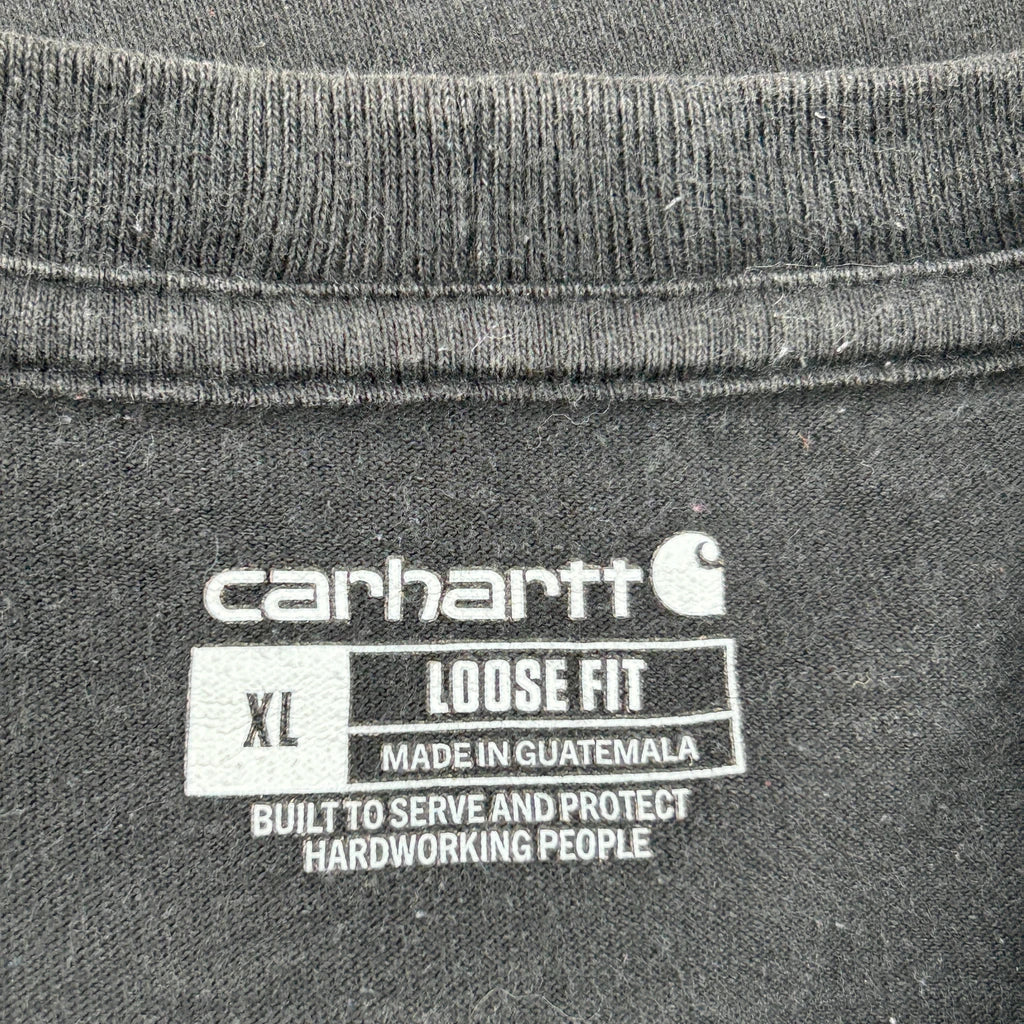 carhartt
XL
LOOSE FIT
MADE IN GUATEMALA
BUILT TO SERVE AND PROTECT
HARDWORKING PEOPLE